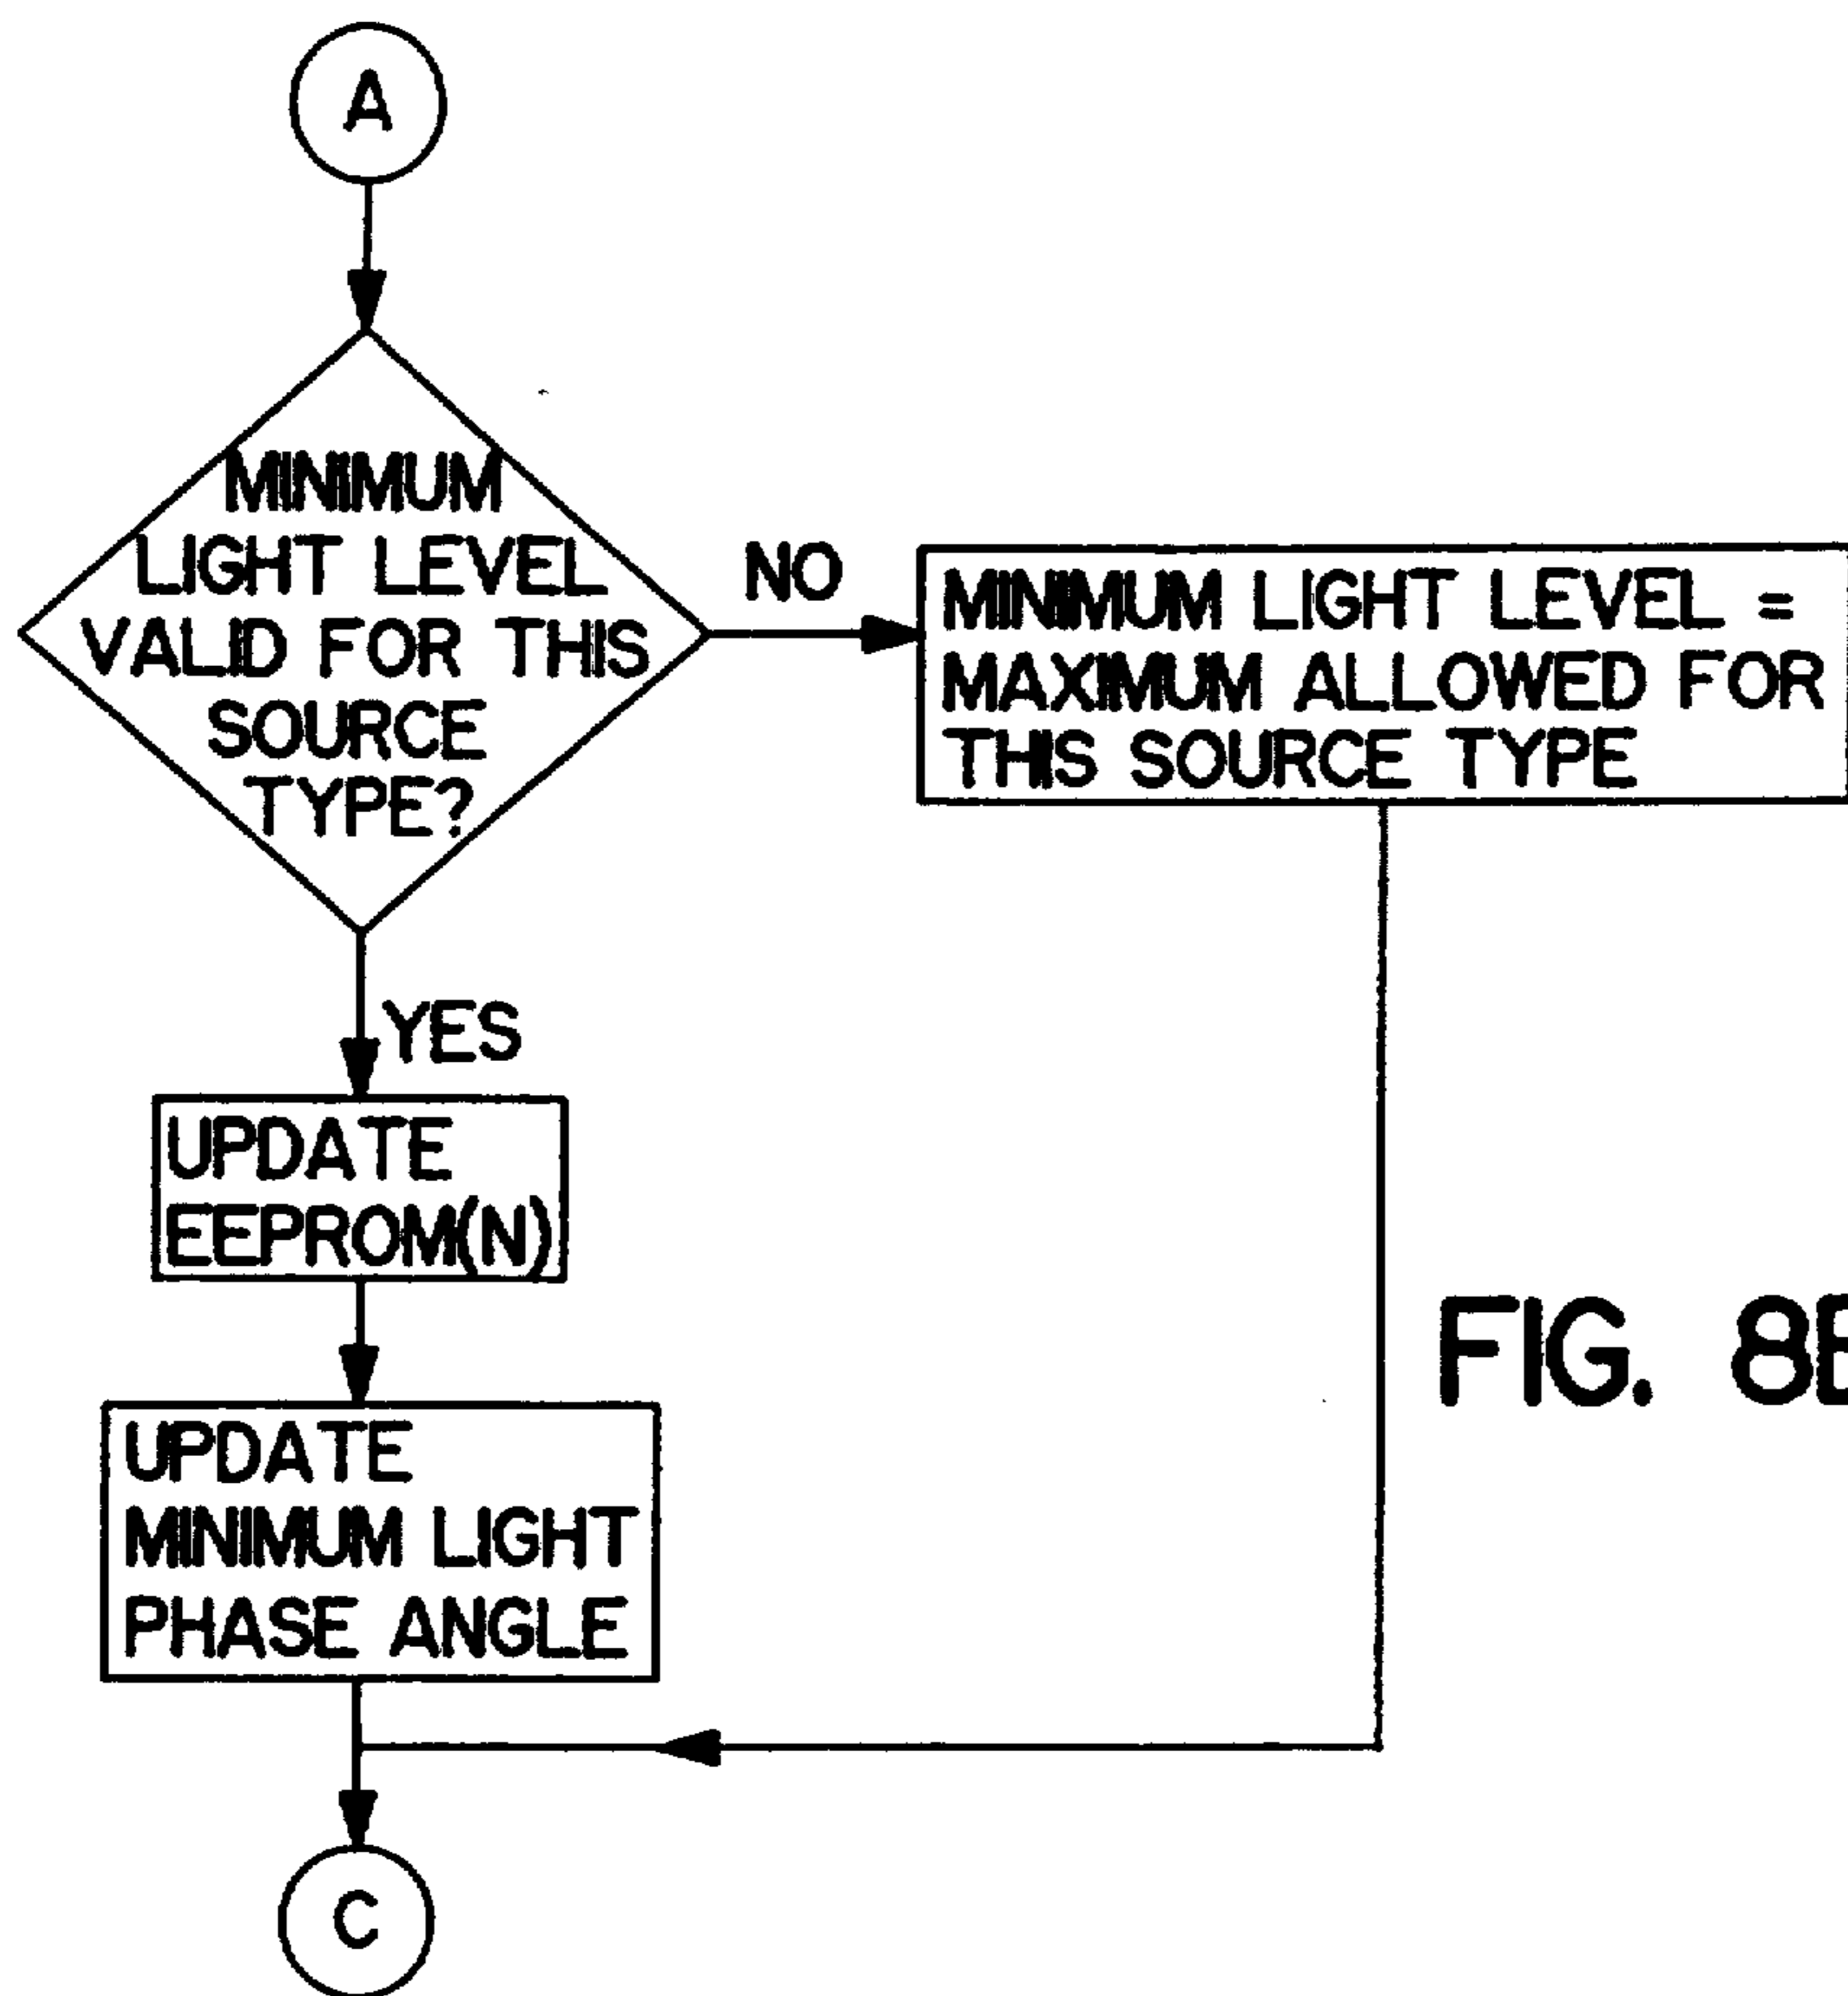 A
MINIMUM
LIGHT LEVEL
VALID FOR THIS
SOURCE
TYPE?
NO
MINIMUM LIGHT LEVEL =
MAXIMUM ALLOWED FOR
THIS SOURCE TYPE
YES
UPDATE
EEPROM(N)
UPDATE
MINIMUM LIGHT
PHASE ANGLE
C
FIG.